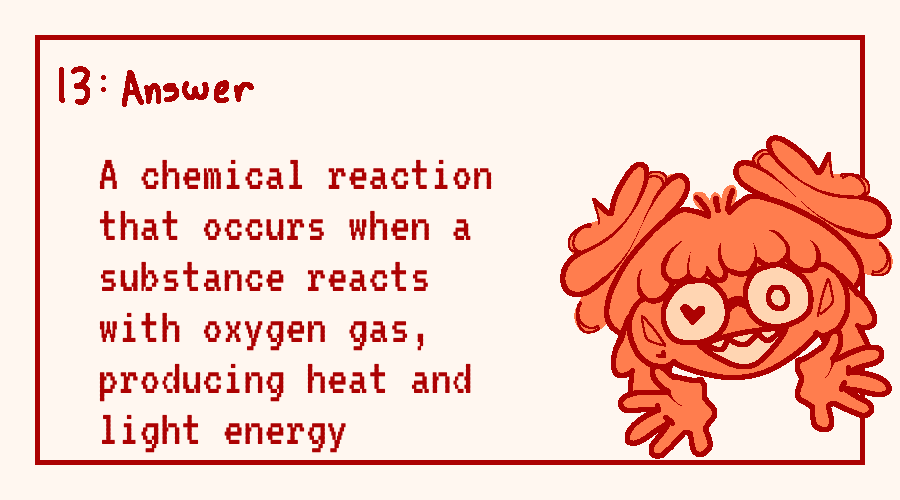 13: Answer
A chemical reaction
that occurs when a
substance reacts
with oxygen gas,
producing heat and
light energy